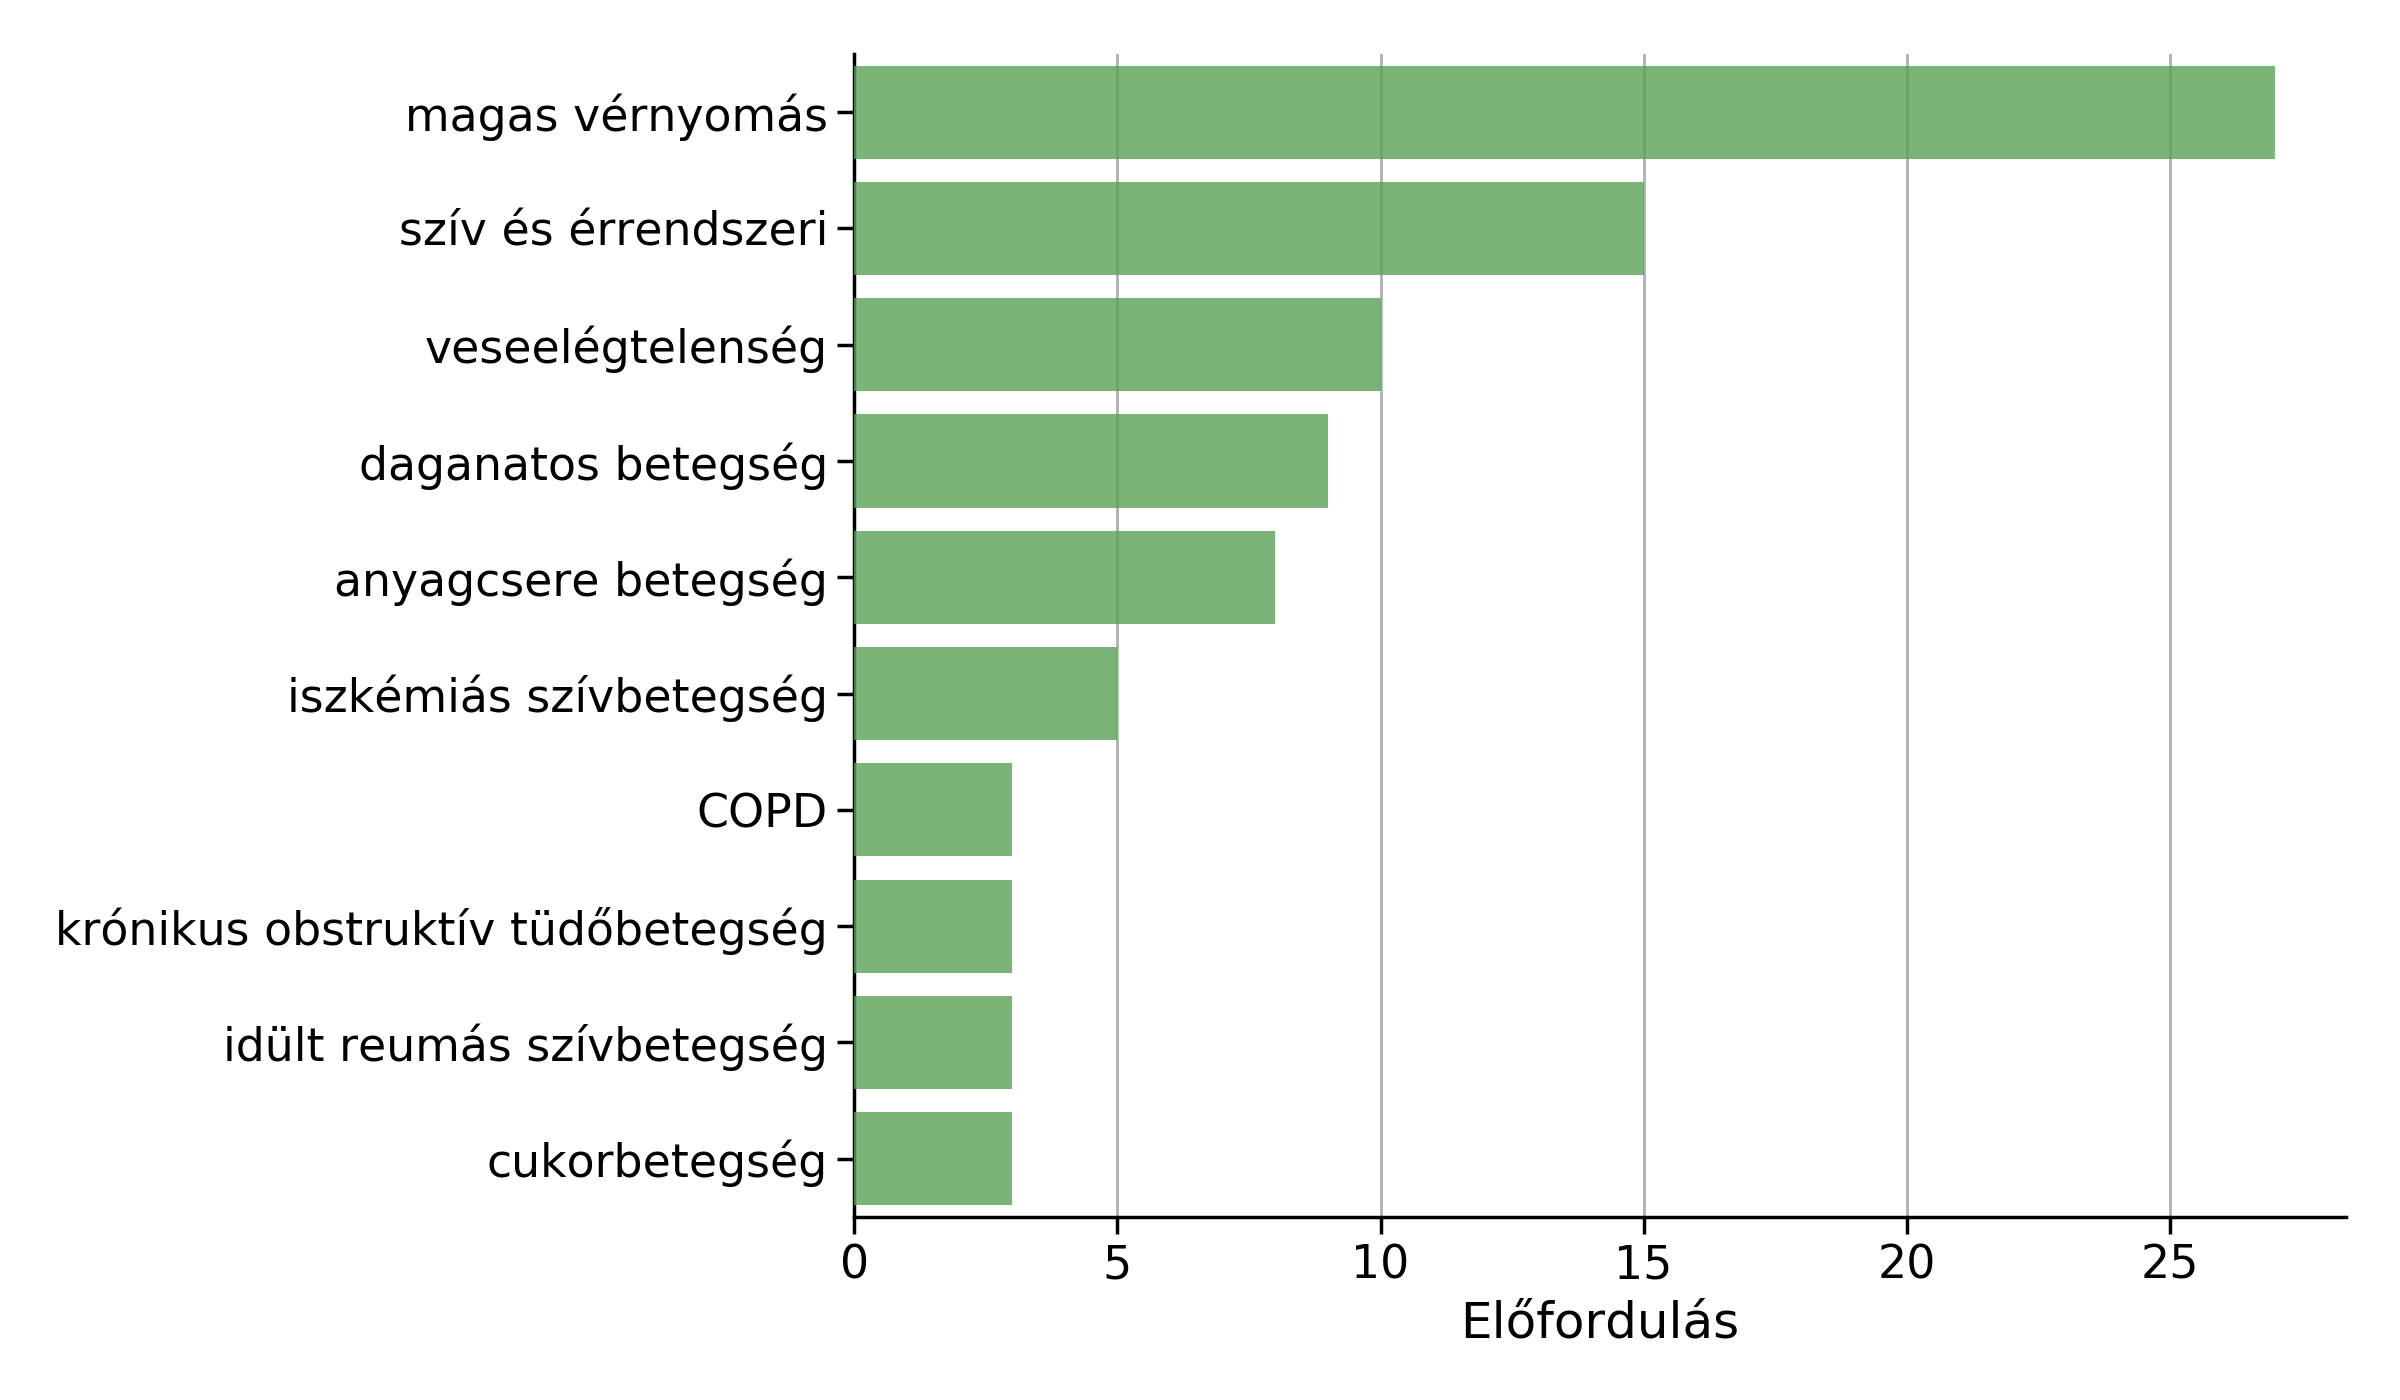 magas vérnyomás
szív és érrendszeri
veseelégtelenség
daganatos betegség
anyagcsere betegség
iszkémiás szívbetegség
COPD
krónikus obstruktív tüdőbetegség
idült reumás szívbetegség
cukorbetegség
0 5 10 15 20 25
Előfordulás